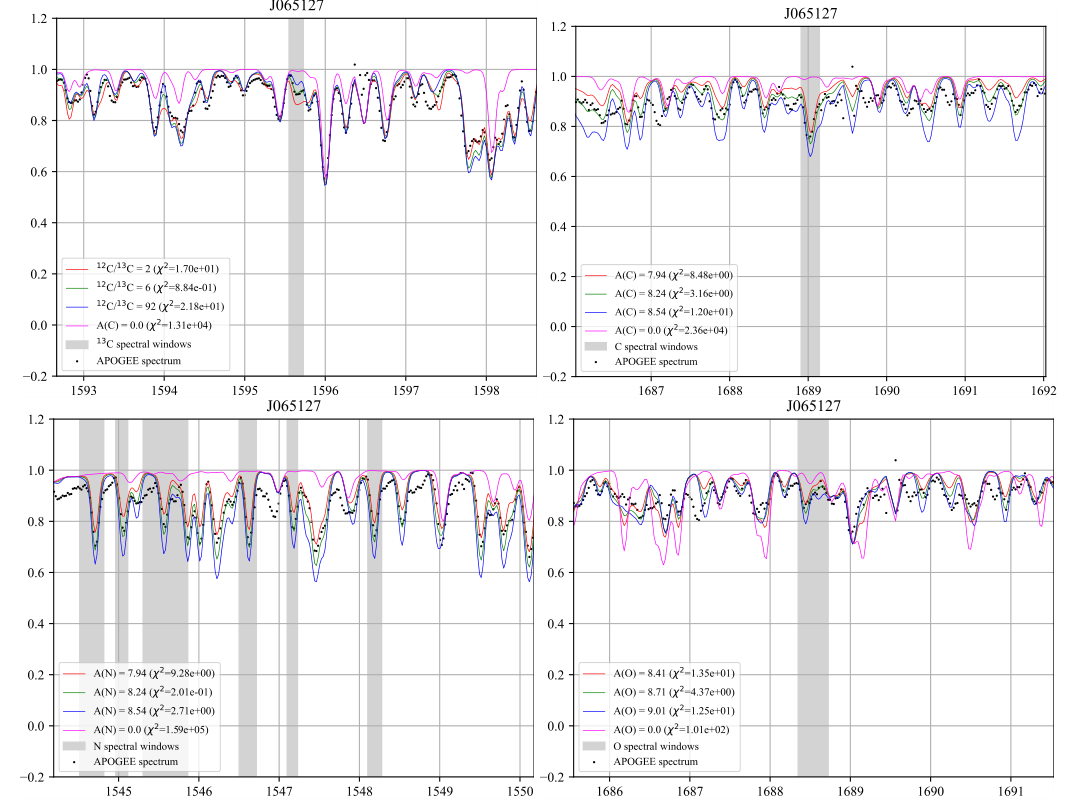 J065127
1.2
1.0
0.8
0.6
0.4
0.2
0.0
−0.2
¹²C/¹³C = 2 (χ²=1.70e+01)
¹²C/¹³C = 6 (χ²=8.84e-01)
¹²C/¹³C = 92 (χ²=2.18e+01)
A(C) = 0.0 (χ²=1.31e+04)
¹³C spectral windows
APOGEE spectrum
1593 1594 1595 1596 1597 1598
J065127
1.2
1.0
0.8
0.6
0.4
0.2
0.0
−0.2
A(C) = 7.94 (χ²=8.48e+00)
A(C) = 8.24 (χ²=3.16e+00)
A(C) = 8.54 (χ²=1.20e+01)
A(C) = 0.0 (χ²=2.36e+04)
C spectral windows
APOGEE spectrum
1687 1688 1689 1690 1691 1692
J065127
1.2
1.0
0.8
0.6
0.4
0.2
0.0
−0.2
A(N) = 7.94 (χ²=9.28e+00)
A(N) = 8.24 (χ²=2.01e-01)
A(N) = 8.54 (χ²=2.71e+00)
A(N) = 0.0 (χ²=1.59e+05)
N spectral windows
APOGEE spectrum
1545 1546 1547 1548 1549 1550
J065127
1.2
1.0
0.8
0.6
0.4
0.2
0.0
−0.2
A(O) = 8.41 (χ²=1.35e+01)
A(O) = 8.71 (χ²=4.37e+00)
A(O) = 9.01 (χ²=1.25e+01)
A(O) = 0.0 (χ²=1.01e+02)
O spectral windows
APOGEE spectrum
1686 1687 1688 1689 1690 1691